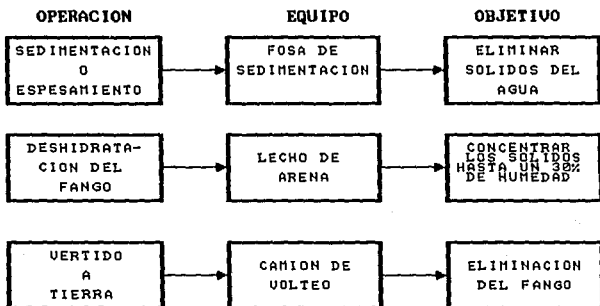 OPERACION EQUIPO OBJETIVO
SEDIMENTACION
O
ESPESAMIENTO
FOSA DE
SEDIMENTACION
ELIMINAR
SOLIDOS DEL
AGUA
DESHIDRATA-
CION DEL
FANGO
LECHO DE
ARENA
CONCENTRAR
LOS SOLIDOS
HASTA UN 30%
DE HUMEDAD
VERTIDO
A
TIERRA
CAMION DE
VOLTEO
ELIMINACION
DEL FANGO